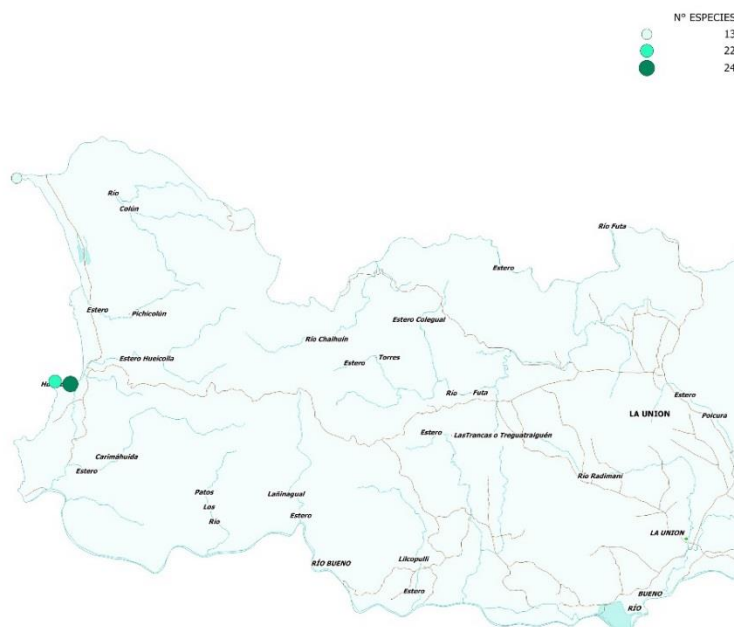 N° ESPECIES
13
22
24
Río
Colún
Río Futa
Estero
Estero
Pichicolún
Estero Colegual
Río Chaihuín
Estero Hueicolla
Estero
Torres
Río
Futa
Estero
LA UNION
Poicura
Estero
LasTrancas o Treguatraiguén
Carimáhuida
Estero
Río Radimani
Patos
Los
Río
Lañinagual
Estero
LA UNION
RÍO BUENO
Lilcopulli
Estero
BUENO
RÍO